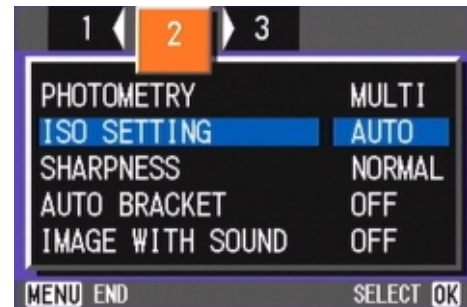 1 2 3
PHOTOMETRY MULTI
ISO SETTING AUTO
SHARPNESS NORMAL
AUTO BRACKET OFF
IMAGE WITH SOUND OFF
MENU END SELECT OK